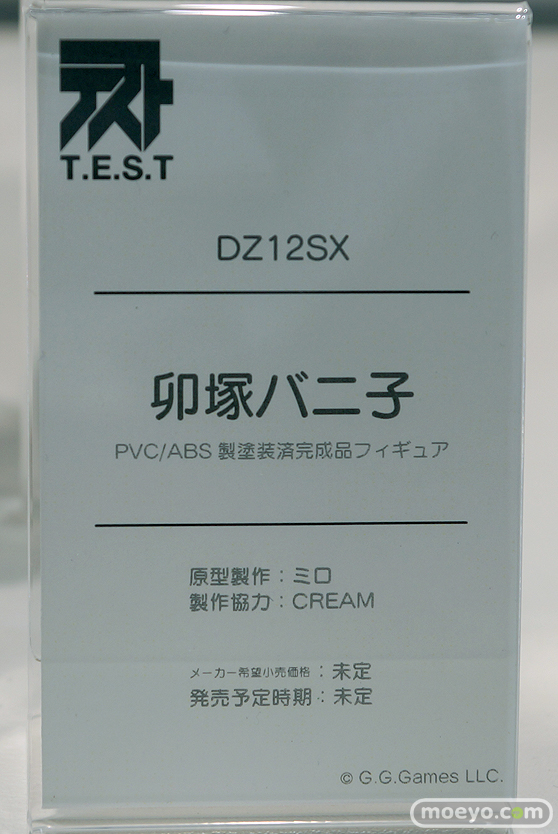 テスト
T.E.S.T
DZ12SX
卯塚バニ子
PVC/ABS 製塗装済完成品フィギュア
原型製作：ミロ
製作協力：CREAM
メーカー希望小売価格：未定
発売予定時期：未定
© G.G.Games LLC.
moeyo.com